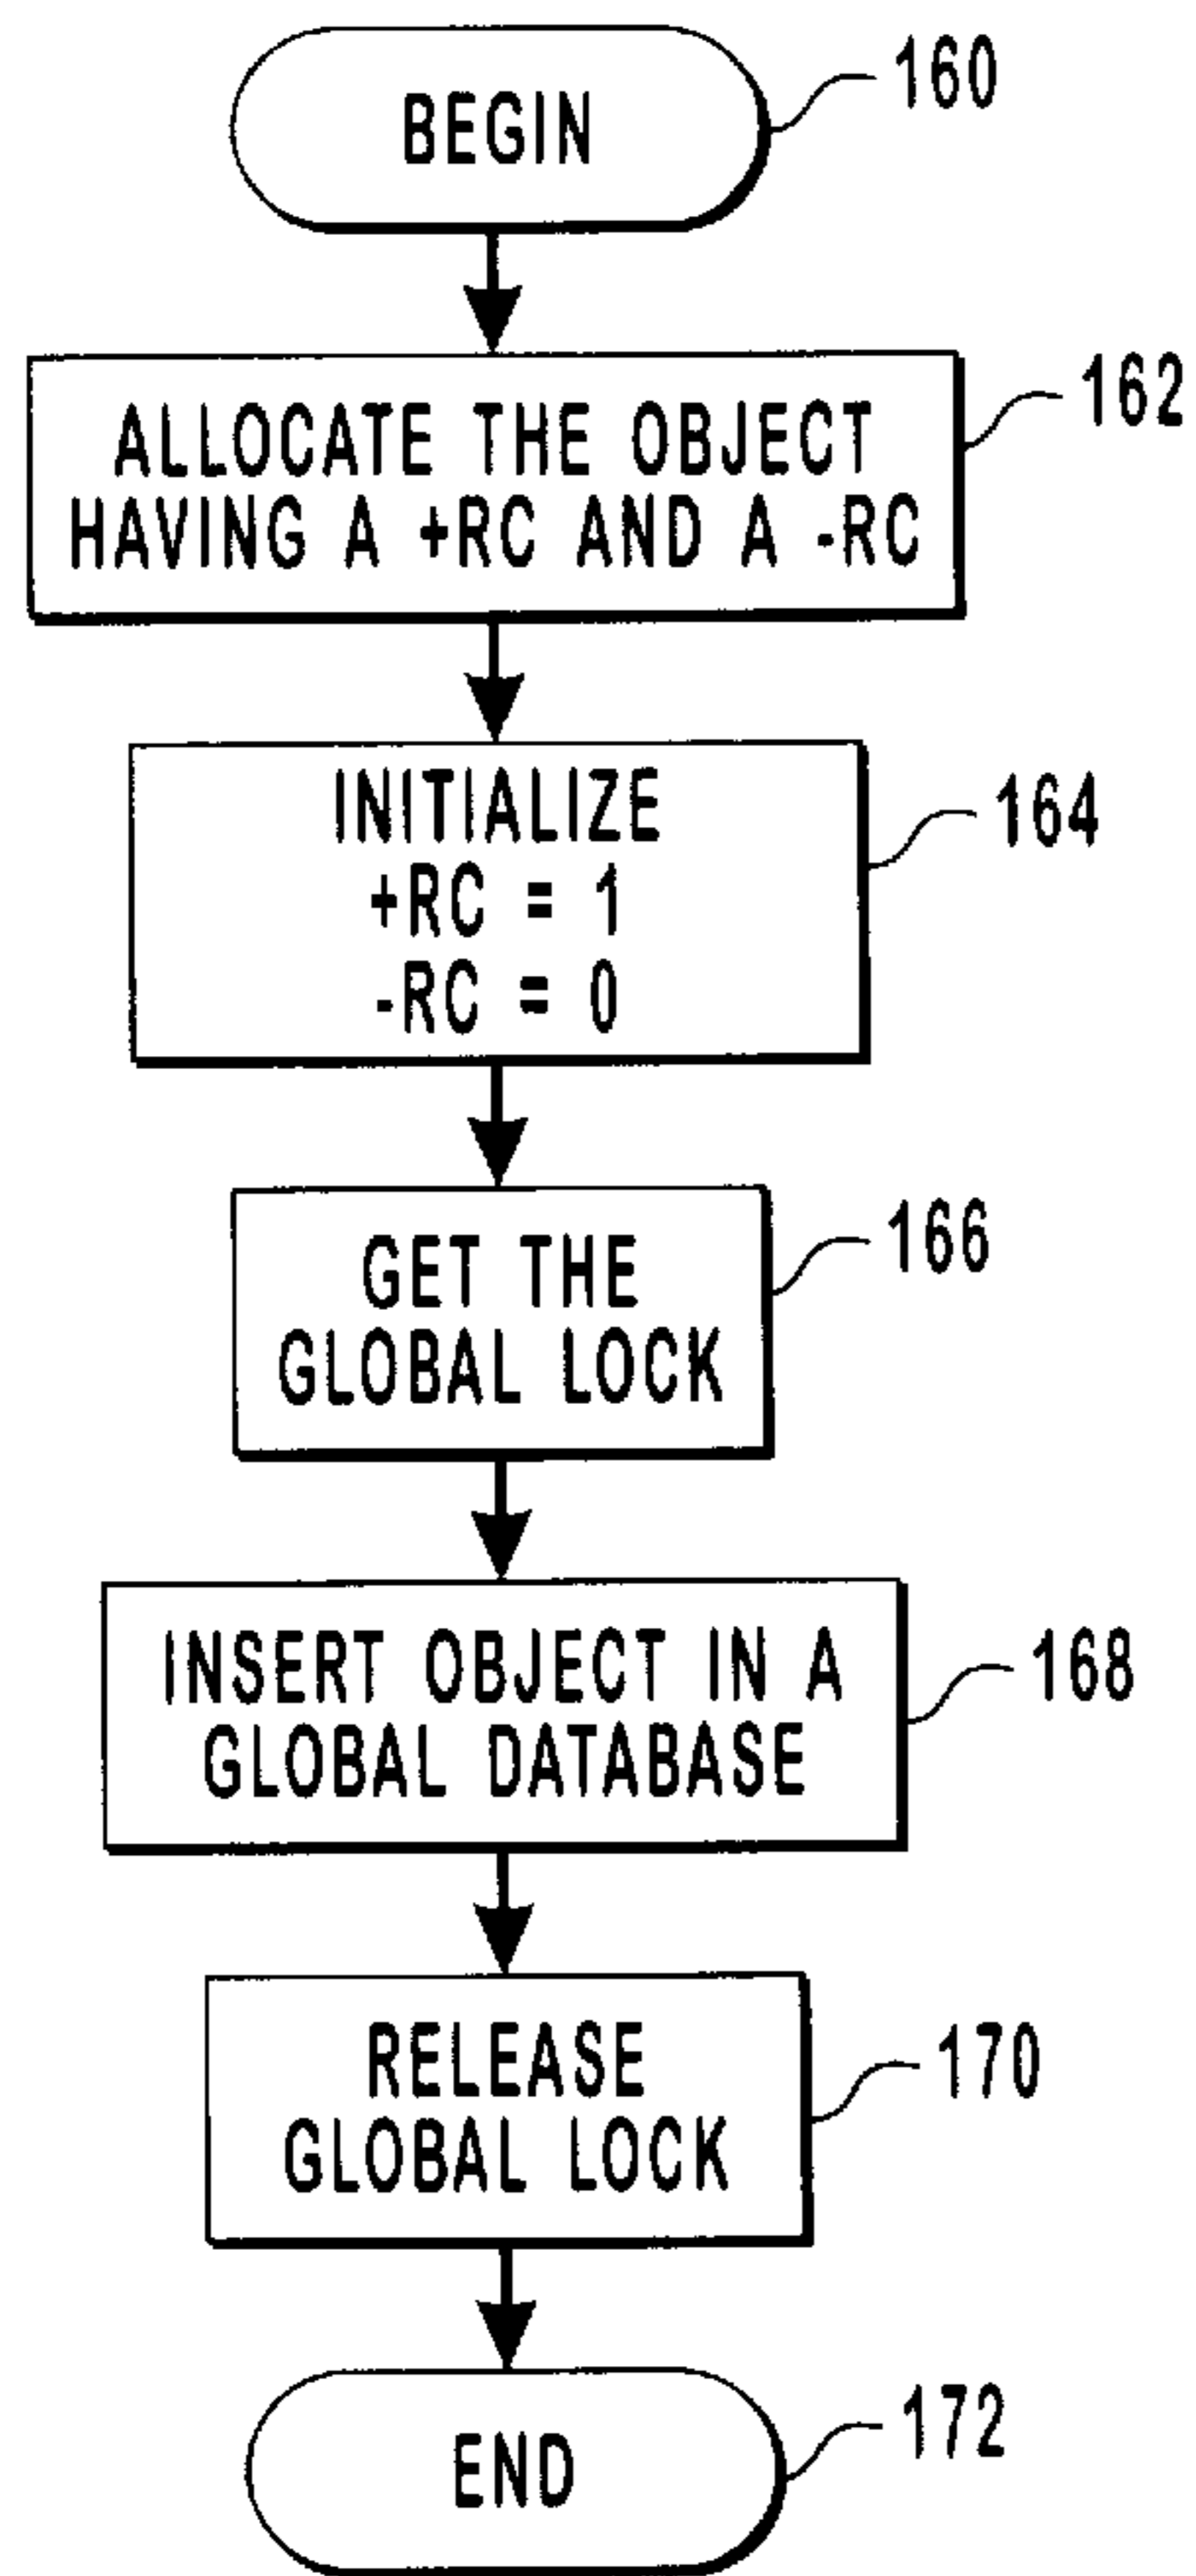 BEGIN
160
ALLOCATE THE OBJECT
HAVING A +RC AND A -RC
162
INITIALIZE
+RC = 1
-RC = 0
164
GET THE
GLOBAL LOCK
166
INSERT OBJECT IN A
GLOBAL DATABASE
168
RELEASE
GLOBAL LOCK
170
END
172